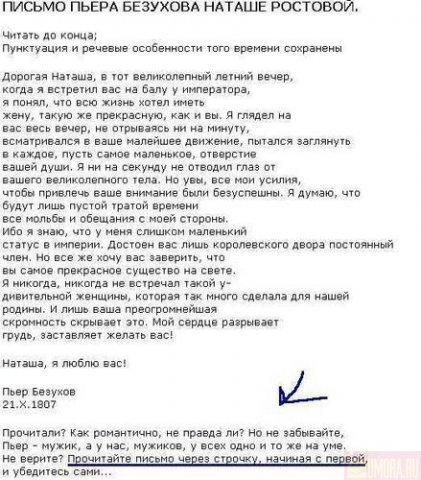 ПИСЬМО ПЬЕРА БЕЗУХОВА НАТАШЕ РОСТОВОЙ.
Читать до конца;
Пунктуация и речевые особенности того времени сохранены
Дорогая Наташа, в тот великолепный летний вечер,
когда я встретил вас на балу у императора,
я понял, что всю жизнь хотел иметь
жену, такую же прекрасную, как и вы. Я глядел на
вас весь вечер, не отрываясь ни на минуту,
всматривался в ваше малейшее движение, пытался заглянуть
в каждое, пусть самое маленькое, отверстие
вашей души. Я ни на секунду не отводил глаз от
вашего великолепного тела. Но увы, все мои усилия,
чтобы привлечь ваше внимание были безуспешны. Я думаю, что
будут лишь пустой тратой времени
все мольбы и обещания с моей стороны.
Ибо я знаю, что у меня слишком маленький
статус в империи. Достоен вас лишь королевского двора постоянный
член. Но все же хочу вас заверить, что
вы самое прекрасное существо на свете.
Я никогда, никогда не встречал такой у-
дивительной женщины, которая так много сделала для нашей
родины. И лишь ваша преогромнейшая
скромность скрывает это. Мой сердце разрывает
грудь, заставляет желать вас!
Наташа, я люблю вас!
Пьер Безухов
21.X.1807
Прочитали? Как романтично, не правда ли? Но не забывайте,
Пьер - мужик, а у нас, мужиков, у всех одно и то же на уме.
Не верите? Прочитайте письмо через строчку, начиная с первой,
и убедитесь сами...